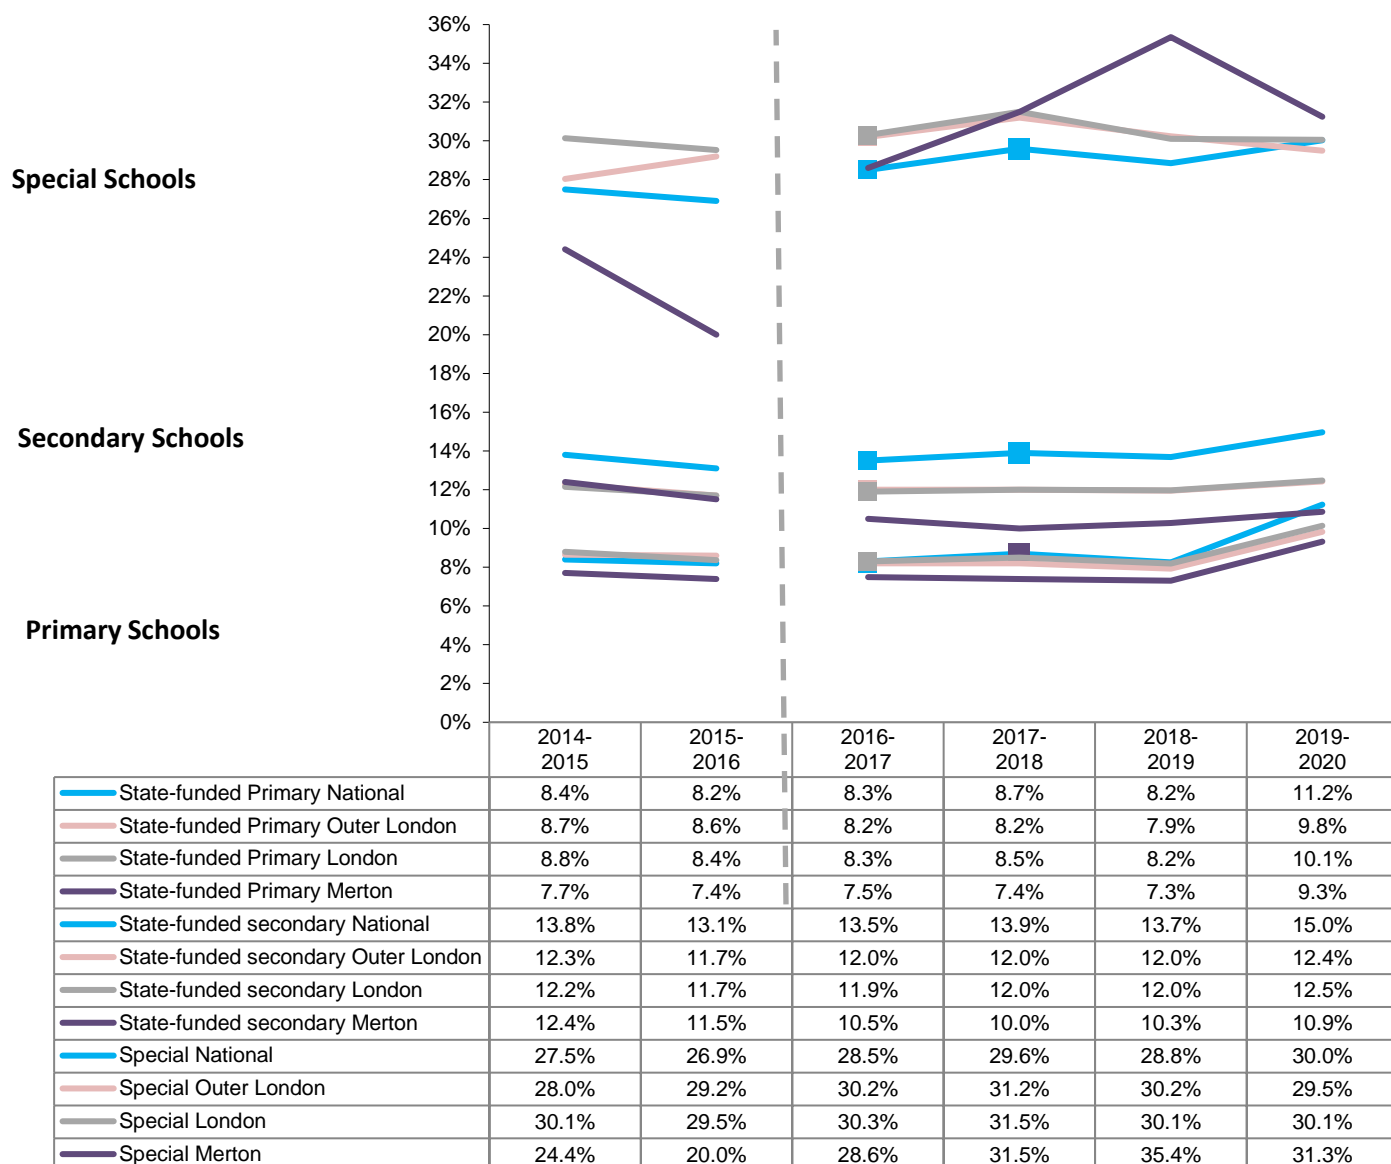 36%
34%
32%
30%
28%
26%
24%
22%
20%
18%
16%
14%
12%
10%
8%
6%
4%
2%
0%
Special Schools
Secondary Schools
Primary Schools
2014-2015 2015-2016 2016-2017 2017-2018 2018-2019 2019-2020
State-funded Primary National 8.4% 8.2% 8.3% 8.7% 8.2% 11.2%
State-funded Primary Outer London 8.7% 8.6% 8.2% 8.2% 7.9% 9.8%
State-funded Primary London 8.8% 8.4% 8.3% 8.5% 8.2% 10.1%
State-funded Primary Merton 7.7% 7.4% 7.5% 7.4% 7.3% 9.3%
State-funded secondary National 13.8% 13.1% 13.5% 13.9% 13.7% 15.0%
State-funded secondary Outer London 12.3% 11.7% 12.0% 12.0% 12.0% 12.4%
State-funded secondary London 12.2% 11.7% 11.9% 12.0% 12.0% 12.5%
State-funded secondary Merton 12.4% 11.5% 10.5% 10.0% 10.3% 10.9%
Special National 27.5% 26.9% 28.5% 29.6% 28.8% 30.0%
Special Outer London 28.0% 29.2% 30.2% 31.2% 30.2% 29.5%
Special London 30.1% 29.5% 30.3% 31.5% 30.1% 30.1%
Special Merton 24.4% 20.0% 28.6% 31.5% 35.4% 31.3%